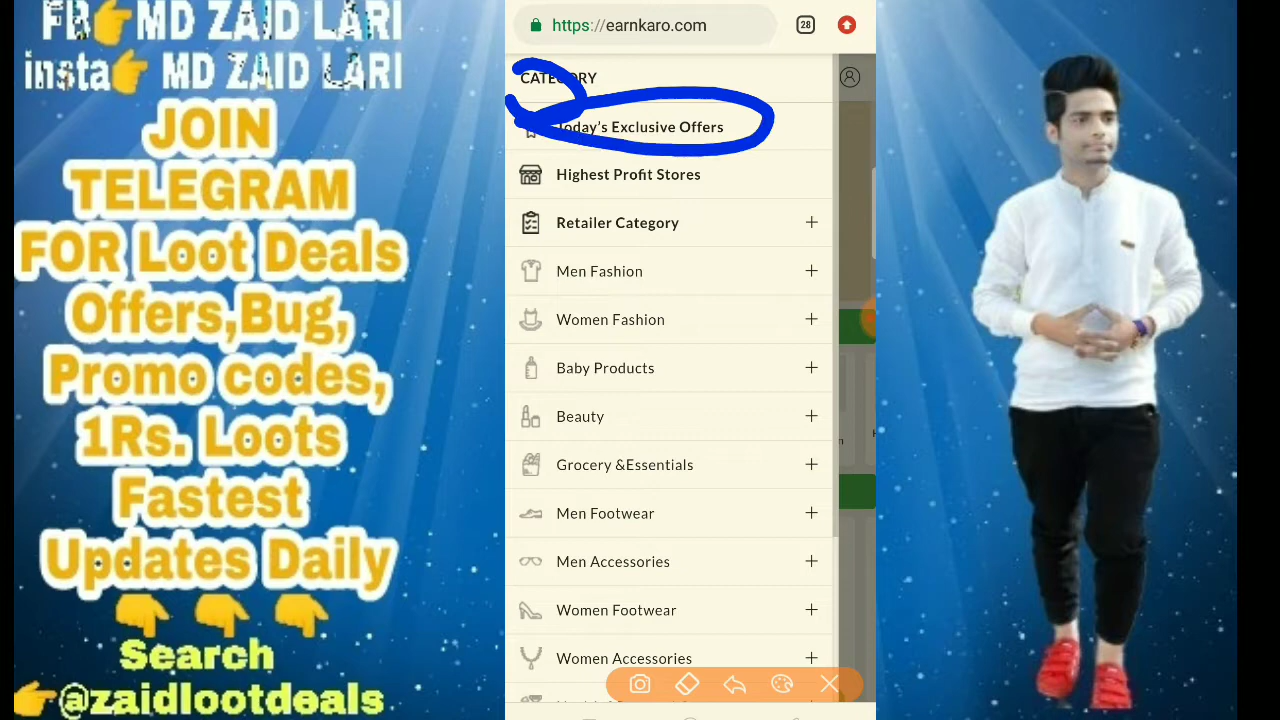 FB👉MD ZAID LARI
insta👉 MD ZAID LARI
JOIN
TELEGRAM
FOR Loot Deals
Offers,Bug,
Promo codes,
1Rs. Loots
Fastest
Updates Daily
👇 👇 👇
Search
👉@zaidlootdeals
https://earnkaro.com
28
CATEGORY
Today's Exclusive Offers
Highest Profit Stores
Retailer Category +
Men Fashion +
Women Fashion +
Baby Products +
Beauty +
Grocery &Essentials +
Men Footwear +
Men Accessories +
Women Footwear +
Women Accessories +